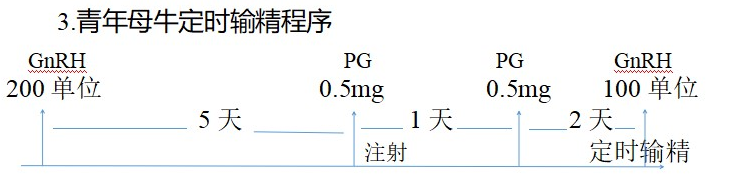 3.青年母牛定时输精程序
GnRH PG PG GnRH
200 单位 0.5mg 0.5mg 100 单位
5 天 1 天 2 天
注射 定时输精